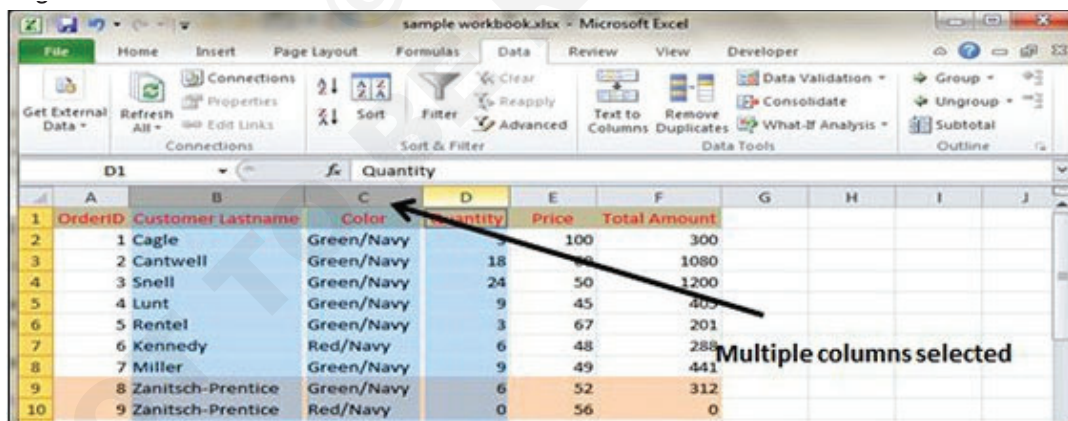 sample workbook.xlsx - Microsoft Excel
File Home Insert Page Layout Formulas Data Review View Developer
Get External Data
Refresh All
Connections
Properties
Edit Links
Connections
Sort
Filter
Clear
Reapply
Advanced
Sort & Filter
Text to Columns
Remove Duplicates
Data Validation
Consolidate
What-If Analysis
Data Tools
Group
Ungroup
Subtotal
Outline
D1 fx Quantity
A B C D E F G H I J
1 OrderID Customer Lastname Color Quantity Price Total Amount
2 1 Cagle Green/Navy 100 300
3 2 Cantwell Green/Navy 18 1080
4 3 Snell Green/Navy 24 50 1200
5 4 Lunt Green/Navy 9 45 405
6 5 Rentel Green/Navy 3 67 201
7 6 Kennedy Red/Navy 6 48 288
8 7 Miller Green/Navy 9 49 441
9 8 Zanitsch-Prentice Green/Navy 6 52 312
10 9 Zanitsch-Prentice Red/Navy 0 56 0
Multiple columns selected